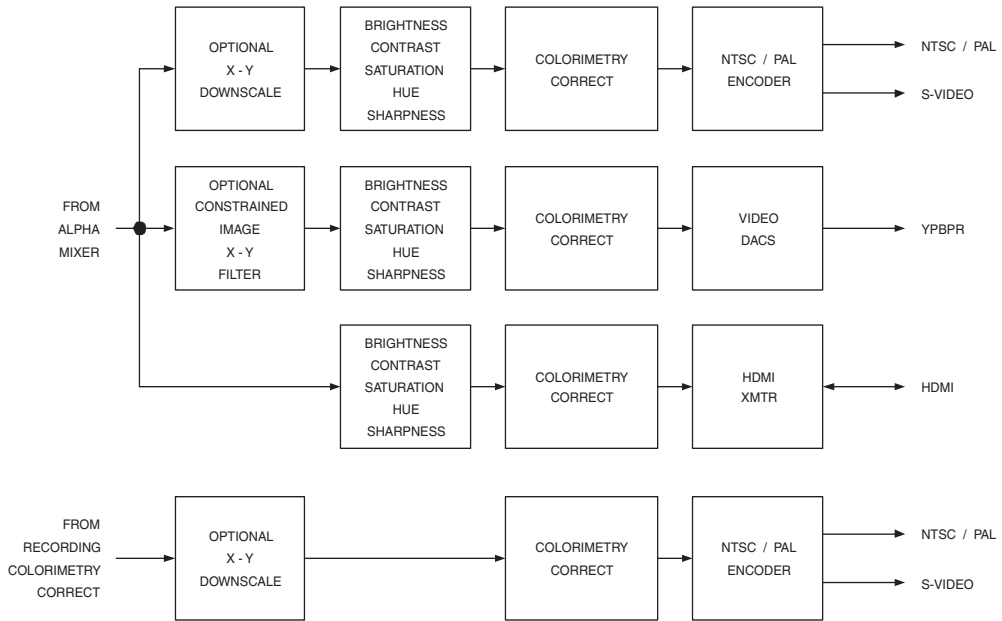 OPTIONAL
X - Y
DOWNSCALE
BRIGHTNESS
CONTRAST
SATURATION
HUE
SHARPNESS
COLORIMETRY
CORRECT
NTSC / PAL
ENCODER
NTSC / PAL
S-VIDEO
FROM
ALPHA
MIXER
OPTIONAL
CONSTRAINED
IMAGE
X - Y
FILTER
BRIGHTNESS
CONTRAST
SATURATION
HUE
SHARPNESS
COLORIMETRY
CORRECT
VIDEO
DACS
YPBPR
BRIGHTNESS
CONTRAST
SATURATION
HUE
SHARPNESS
COLORIMETRY
CORRECT
HDMI
XMTR
HDMI
FROM
RECORDING
COLORIMETRY
CORRECT
OPTIONAL
X - Y
DOWNSCALE
COLORIMETRY
CORRECT
NTSC / PAL
ENCODER
NTSC / PAL
S-VIDEO